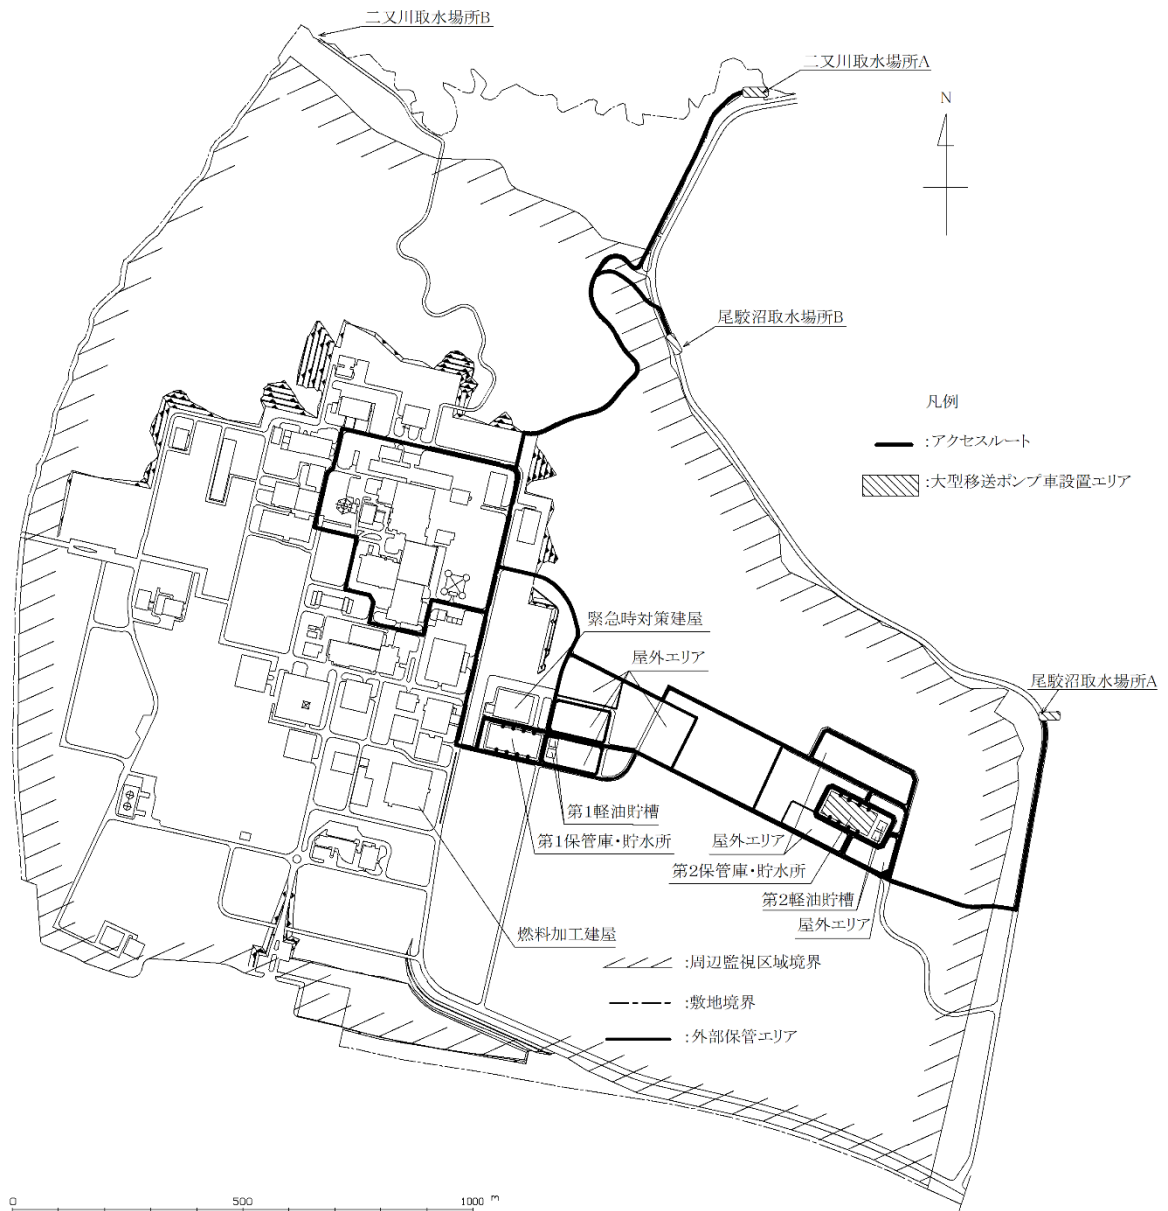 二又川取水場所B
二又川取水場所A
N
尾駮沼取水場所B
凡例
:アクセスルート
:大型移送ポンプ車設置エリア
緊急時対策建屋
屋外エリア
尾駮沼取水場所A
第1軽油貯槽
第1保管庫・貯水所
屋外エリア
第2保管庫・貯水所
第2軽油貯槽
屋外エリア
燃料加工建屋
:周辺監視区域境界
:敷地境界
:外部保管エリア
0 500 1000 m